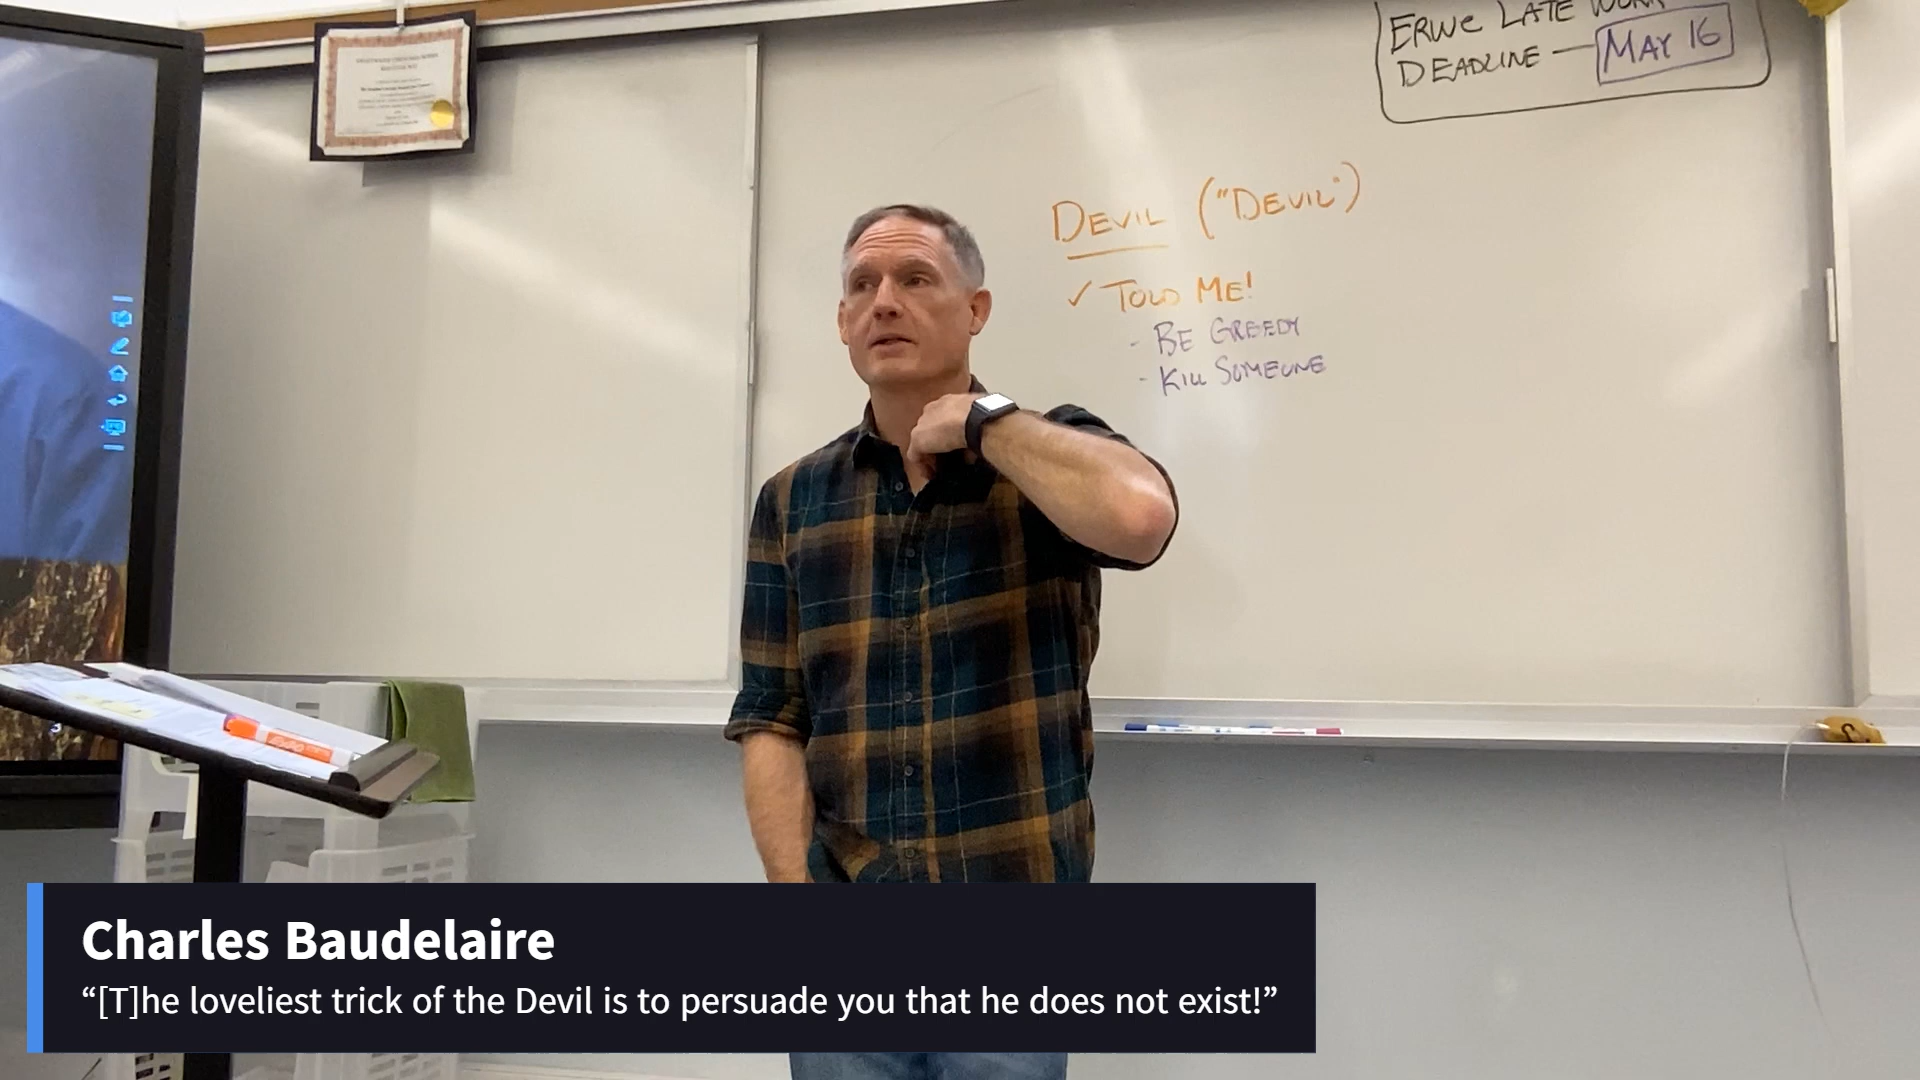 ERWC LATE WORK
DEADLINE — MAY 16
DEVIL ("DEVIL")
✓ TOLD ME!
- BE GREEDY
- KILL SOMEONE
Charles Baudelaire
“[T]he loveliest trick of the Devil is to persuade you that he does not exist!”